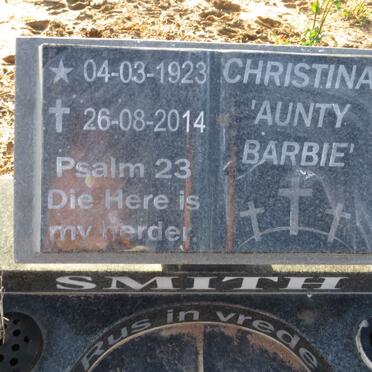 ★ 04-03-1923
✝ 26-08-2014
Psalm 23
Die Here is
my herder
CHRISTINA
'AUNTY
BARBIE'
SMITH
Rus in vrede